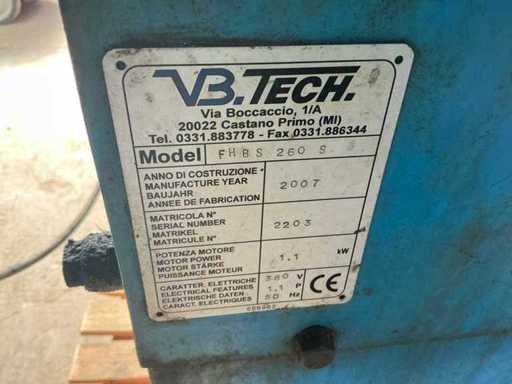 VB.TECH.
Via Boccaccio, 1/A
20022 Castano Primo (MI)
Tel. 0331.883778 - Fax 0331.886344
Model FHBS 260 S
ANNO DI COSTRUZIONE
MANUFACTURE YEAR
BAUJAHR
ANNEE DE FABRICATION
2007
MATRICOLA N°
SERIAL NUMBER
MATRIKEL
MATRICULE N°
2203
POTENZA MOTORE
MOTOR POWER
MOTOR STÄRKE
PUISSANCE MOTEUR
1.1 kW
CARATTER. ELETTRICHE
ELECTRICAL FEATURES
ELEKTRISCHE DATEN
CARACT. ELECTRIQUES
380 V
1.1 P
50 Hz
CE